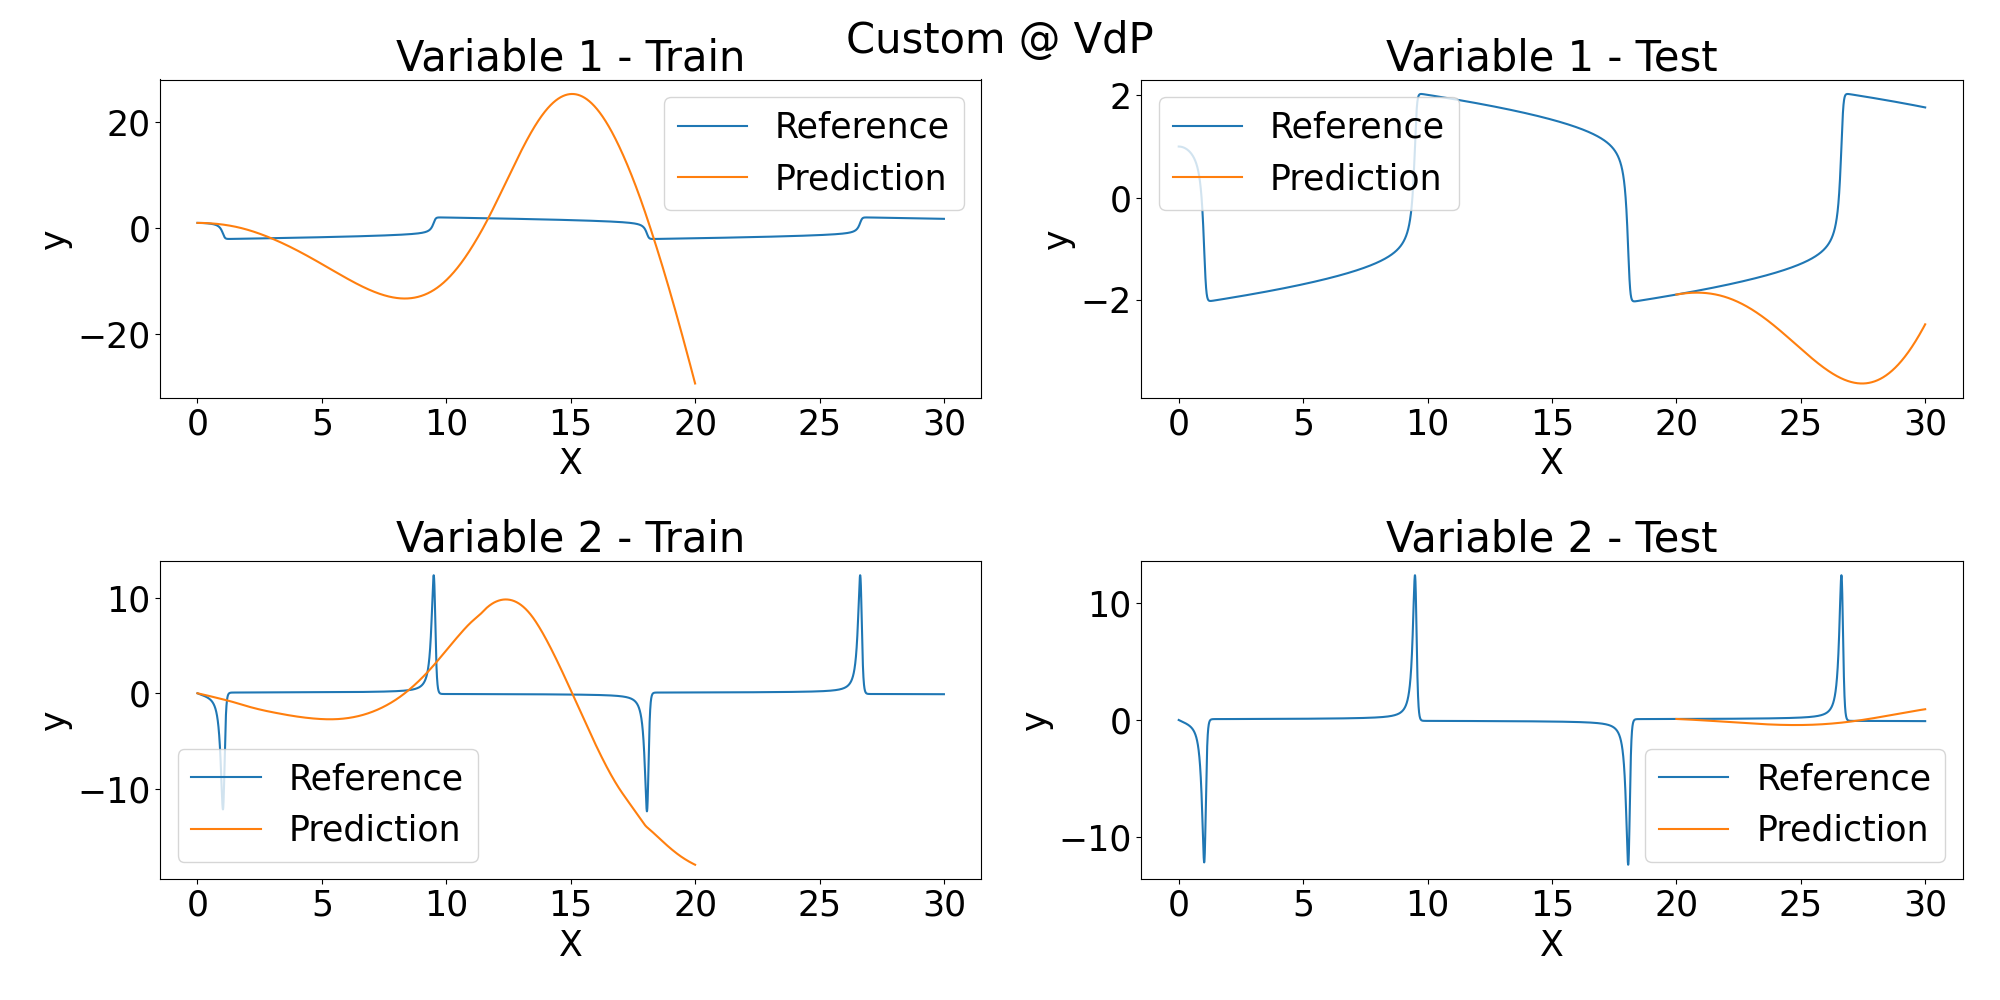 Custom @ VdP
Variable 1 - Train
20
0
−20
y
Reference
Prediction
0 5 10 15 20 25 30
X
Variable 1 - Test
2
0
−2
y
Reference
Prediction
0 5 10 15 20 25 30
X
Variable 2 - Train
10
0
−10
y
Reference
Prediction
0 5 10 15 20 25 30
X
Variable 2 - Test
10
0
−10
y
Reference
Prediction
0 5 10 15 20 25 30
X